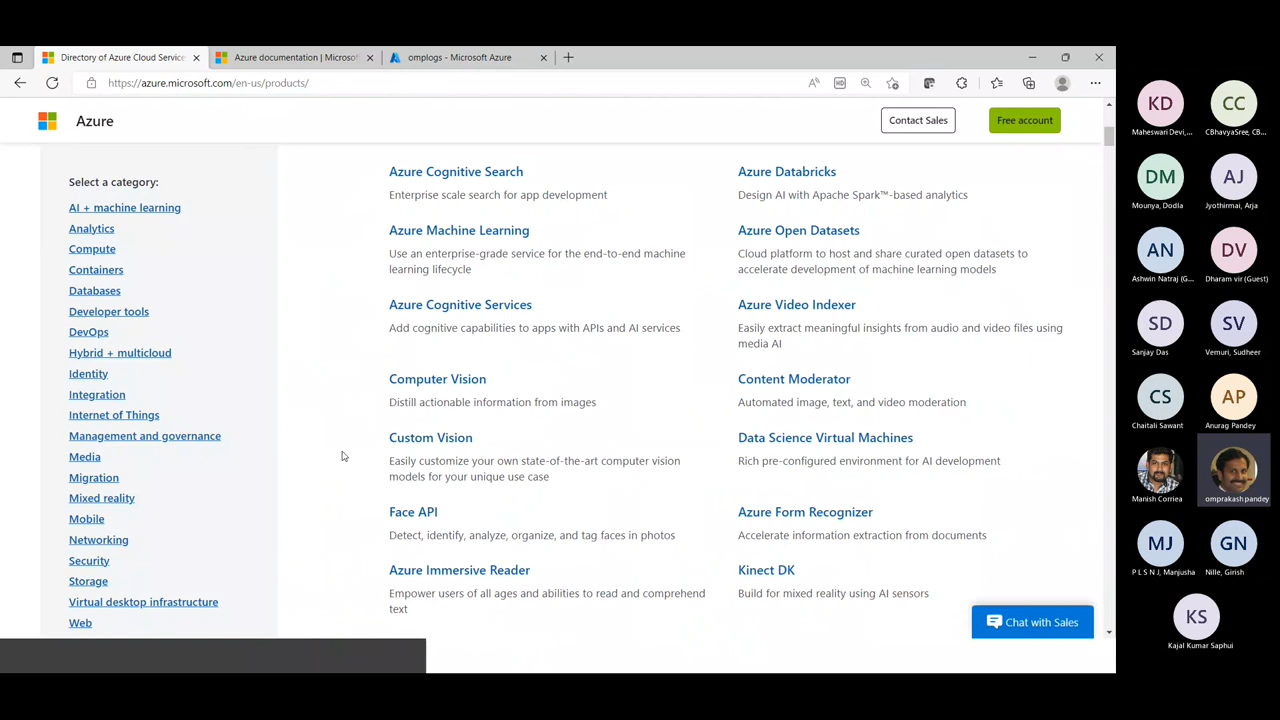 Directory of Azure Cloud Service
Azure documentation | Microsof
omplogs - Microsoft Azure
https://azure.microsoft.com/en-us/products/
Azure
Contact Sales
Free account
Select a category:
AI + machine learning
Analytics
Compute
Containers
Databases
Developer tools
DevOps
Hybrid + multicloud
Identity
Integration
Internet of Things
Management and governance
Media
Migration
Mixed reality
Mobile
Networking
Security
Storage
Virtual desktop infrastructure
Web
Azure Cognitive Search
Enterprise scale search for app development
Azure Databricks
Design AI with Apache Spark™-based analytics
Azure Machine Learning
Use an enterprise-grade service for the end-to-end machine
learning lifecycle
Azure Open Datasets
Cloud platform to host and share curated open datasets to
accelerate development of machine learning models
Azure Cognitive Services
Add cognitive capabilities to apps with APIs and AI services
Azure Video Indexer
Easily extract meaningful insights from audio and video files using
media AI
Computer Vision
Distill actionable information from images
Content Moderator
Automated image, text, and video moderation
Custom Vision
Easily customize your own state-of-the-art computer vision
models for your unique use case
Data Science Virtual Machines
Rich pre-configured environment for AI development
Face API
Detect, identify, analyze, organize, and tag faces in photos
Azure Form Recognizer
Accelerate information extraction from documents
Azure Immersive Reader
Empower users of all ages and abilities to read and comprehend
text
Kinect DK
Build for mixed reality using AI sensors
Chat with Sales
KD
Maheswari Devi,...
CC
CBhavyaSree, CB...
DM
Mounya, Dodla
AJ
Jyothirmai, Arja
AN
Ashwin Natraj (G...
DV
Dharam vir (Guest)
SD
Sanjay Das
SV
Vemuri, Sudheer
CS
Chaitali Sawant
AP
Anurag Pandey
Manish Corriea
omprakash pandey
MJ
P L S N J, Manjusha
GN
Nille, Girish
KS
Kajal Kumar Saphui